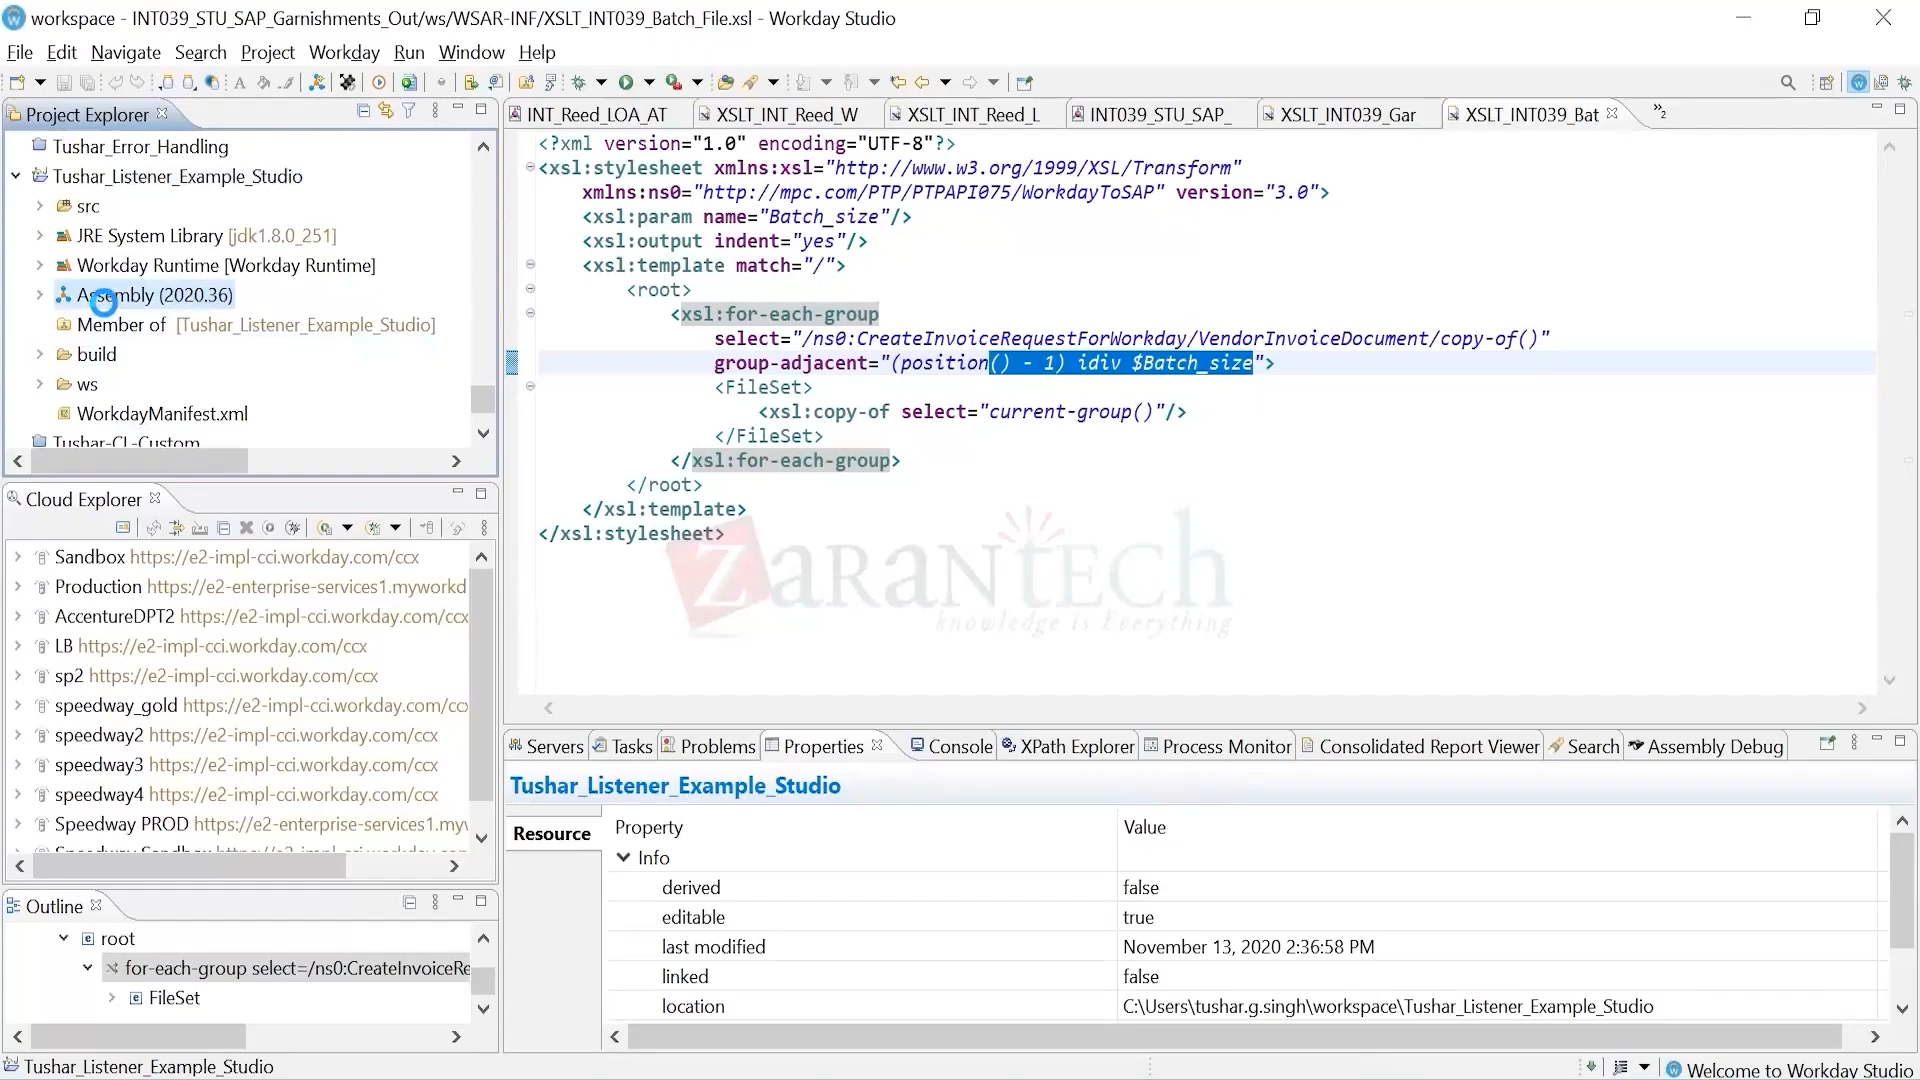 workspace - INT039_STU_SAP_Garnishments_Out/ws/WSAR-INF/XSLT_INT039_Batch_File.xsl - Workday Studio
File Edit Navigate Search Project Workday Run Window Help
Project Explorer
Tushar_Error_Handling
Tushar_Listener_Example_Studio
src
JRE System Library [jdk1.8.0_251]
Workday Runtime [Workday Runtime]
Assembly (2020.36)
Member of [Tushar_Listener_Example_Studio]
build
ws
WorkdayManifest.xml
Tushar-CL-Custom
Cloud Explorer
Sandbox https://e2-impl-cci.workday.com/ccx
Production https://e2-enterprise-services1.myworkd
AccentureDPT2 https://e2-impl-cci.workday.com/ccx
LB https://e2-impl-cci.workday.com/ccx
sp2 https://e2-impl-cci.workday.com/ccx
speedway_gold https://e2-impl-cci.workday.com/cc
speedway2 https://e2-impl-cci.workday.com/ccx
speedway3 https://e2-impl-cci.workday.com/ccx
speedway4 https://e2-impl-cci.workday.com/ccx
Speedway PROD https://e2-enterprise-services1.my
Outline
root
for-each-group select=/ns0:CreateInvoiceRe
FileSet
INT_Reed_LOA_AT XSLT_INT_Reed_W XSLT_INT_Reed_L INT039_STU_SAP_ XSLT_INT039_Gar XSLT_INT039_Bat »2
<?xml version="1.0" encoding="UTF-8"?>
<xsl:stylesheet xmlns:xsl="http://www.w3.org/1999/XSL/Transform"
xmlns:ns0="http://mpc.com/PTP/PTPAPI075/WorkdayToSAP" version="3.0">
<xsl:param name="Batch_size"/>
<xsl:output indent="yes"/>
<xsl:template match="/">
<root>
<xsl:for-each-group
select="/ns0:CreateInvoiceRequestForWorkday/VendorInvoiceDocument/copy-of()"
group-adjacent="(position() - 1) idiv $Batch_size">
<FileSet>
<xsl:copy-of select="current-group()"/>
</FileSet>
</xsl:for-each-group>
</root>
</xsl:template>
</xsl:stylesheet>
ZARANTECH
knowledge is Everything
Servers Tasks Problems Properties Console XPath Explorer Process Monitor Consolidated Report Viewer Search Assembly Debug
Tushar_Listener_Example_Studio
Resource
Property Value
Info
derived false
editable true
last modified November 13, 2020 2:36:58 PM
linked false
location C:\Users\tushar.g.singh\workspace\Tushar_Listener_Example_Studio
Tushar_Listener_Example_Studio
Welcome to Workday Studio